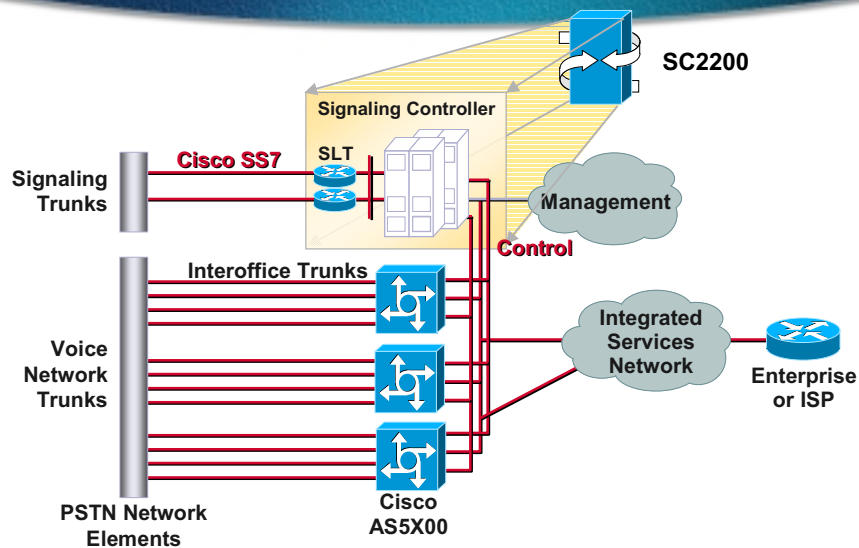 SC2200
Signaling Controller
Cisco SS7
SLT
Signaling
Trunks
Management
Control
Interoffice Trunks
Voice
Network
Trunks
Integrated
Services
Network
Enterprise
or ISP
Cisco
AS5X00
PSTN Network
Elements